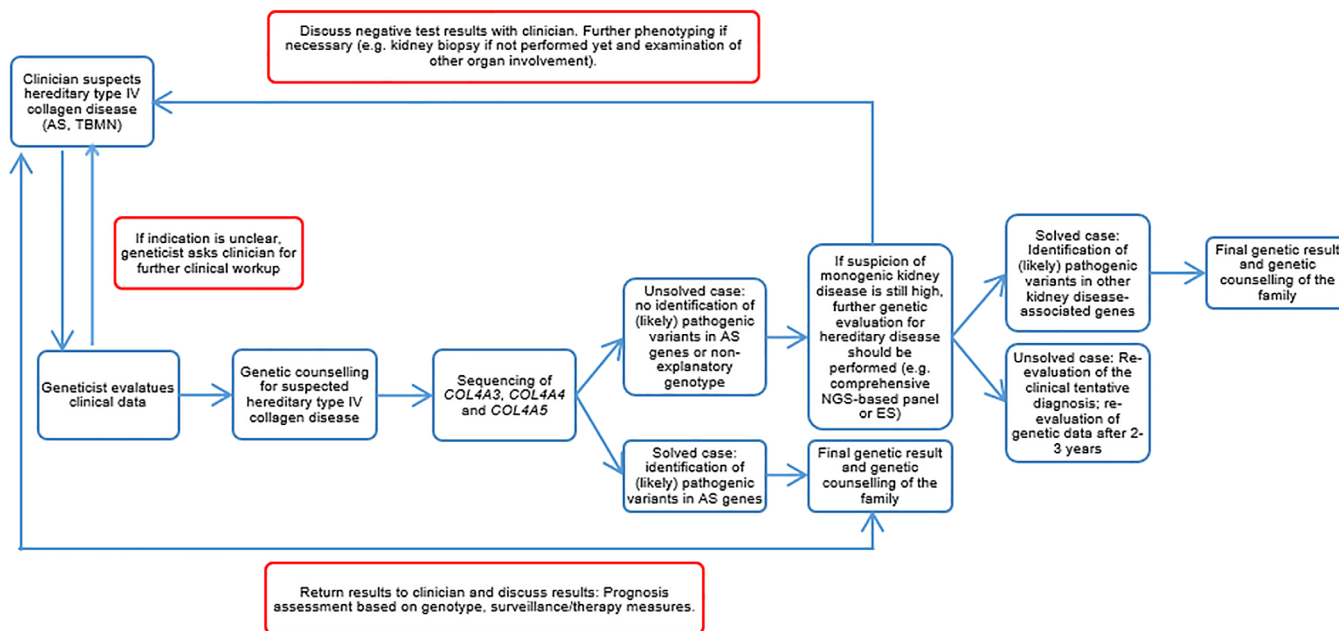 Discuss negative test results with clinician. Further phenotyping if
necessary (e.g. kidney biopsy if not performed yet and examination of
other organ involvement).
Clinician suspects
hereditary type IV
collagen disease
(AS, TBMN)
If indication is unclear,
geneticist asks clinician for
further clinical workup
Geneticist evalatues
clinical data
Genetic counselling
for suspected
hereditary type IV
collagen disease
Sequencing of
COL4A3, COL4A4
and COL4A5
Unsolved case:
no identification of
(likely) pathogenic
variants in AS
genes or non-
explanatory
genotype
Solved case:
identification of
(likely) pathogenic
variants in AS genes
If suspicion of
monogenic kidney
disease is still high,
further genetic
evaluation for
hereditary disease
should be
performed (e.g.
comprehensive
NGS-based panel
or ES)
Final genetic result
and genetic
counselling of the
family
Solved case:
Identification of
(likely) pathogenic
variants in other
kidney disease-
associated genes
Unsolved case: Re-
evaluation of the
clinical tentative
diagnosis; re-
evaluation of
genetic data after 2-
3 years
Final genetic result
and genetic
counselling of the
family
Return results to clinician and discuss results: Prognosis
assessment based on genotype, surveillance/therapy measures.